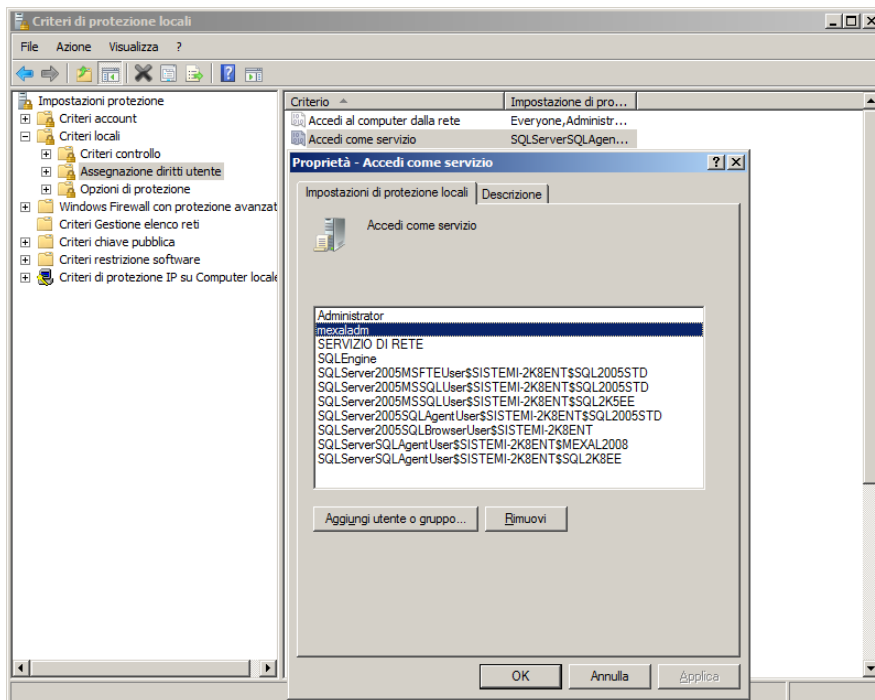 Criteri di protezione locali
File Azione Visualizza ?
Impostazioni protezione
Criteri account
Criteri locali
Criteri controllo
Assegnazione diritti utente
Opzioni di protezione
Windows Firewall con protezione avanzat
Criteri Gestione elenco reti
Criteri chiave pubblica
Criteri restrizione software
Criteri di protezione IP su Computer locale
Criterio Impostazione di pro...
Accedi al computer dalla rete Everyone,Administr...
Accedi come servizio SQLServerSQLAgen...
Proprietà - Accedi come servizio
Impostazioni di protezione locali Descrizione
Accedi come servizio
Administrator
mexaladm
SERVIZIO DI RETE
SQLEngine
SQLServer2005MSFTEUser$SISTEMI-2K8ENT$SQL2005STD
SQLServer2005MSSQLUser$SISTEMI-2K8ENT$SQL2005STD
SQLServer2005MSSQLUser$SISTEMI-2K8ENT$SQL2K5EE
SQLServer2005SQLAgentUser$SISTEMI-2K8ENT$SQL2005STD
SQLServer2005SQLBrowserUser$SISTEMI-2K8ENT
SQLServerSQLAgentUser$SISTEMI-2K8ENT$MEXAL2008
SQLServerSQLAgentUser$SISTEMI-2K8ENT$SQL2K8EE
Aggiungi utente o gruppo... Rimuovi
OK Annulla Applica